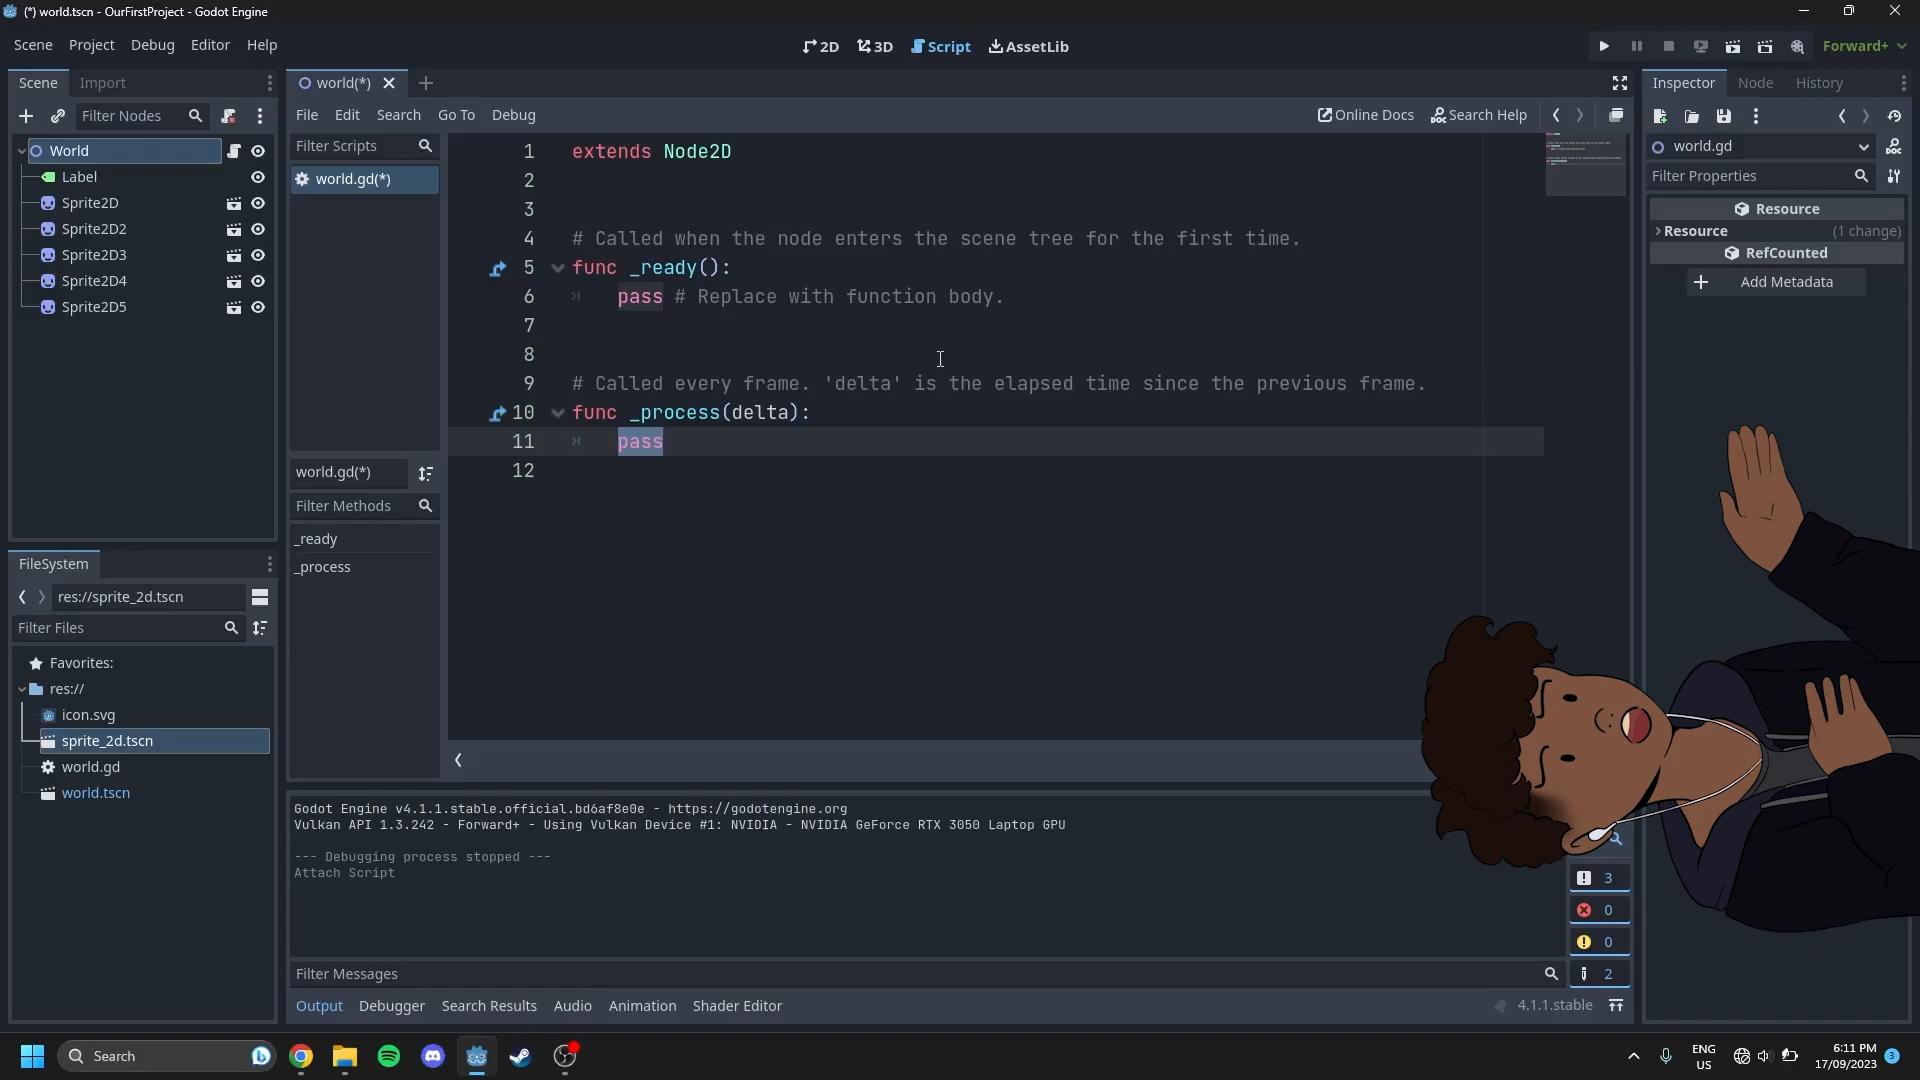 (*) world.tscn - OurFirstProject - Godot Engine
Scene Project Debug Editor Help
2D 3D Script AssetLib
Forward+
Scene Import
world(*)
Inspector Node History
Filter Nodes
File Edit Search Go To Debug
Online Docs Search Help
World
Label
Sprite2D
Sprite2D2
Sprite2D3
Sprite2D4
Sprite2D5
Filter Scripts
world.gd(*)
1 extends Node2D
2
3
4 # Called when the node enters the scene tree for the first time.
5 func _ready():
6 pass # Replace with function body.
7
8
9 # Called every frame. 'delta' is the elapsed time since the previous frame.
10 func _process(delta):
11 pass
12
world.gd(*)
Filter Methods
_ready
_process
world.gd
Filter Properties
Resource
Resource (1 change)
RefCounted
Add Metadata
FileSystem
res://sprite_2d.tscn
Filter Files
Favorites:
res://
icon.svg
sprite_2d.tscn
world.gd
world.tscn
Godot Engine v4.1.1.stable.official.bd6af8e0e - https://godotengine.org
Vulkan API 1.3.242 - Forward+ - Using Vulkan Device #1: NVIDIA - NVIDIA GeForce RTX 3050 Laptop GPU
--- Debugging process stopped ---
Attach Script
3
0
0
2
Filter Messages
Output Debugger Search Results Audio Animation Shader Editor
4.1.1.stable
Search
ENG
US
6:11 PM
17/09/2023
3